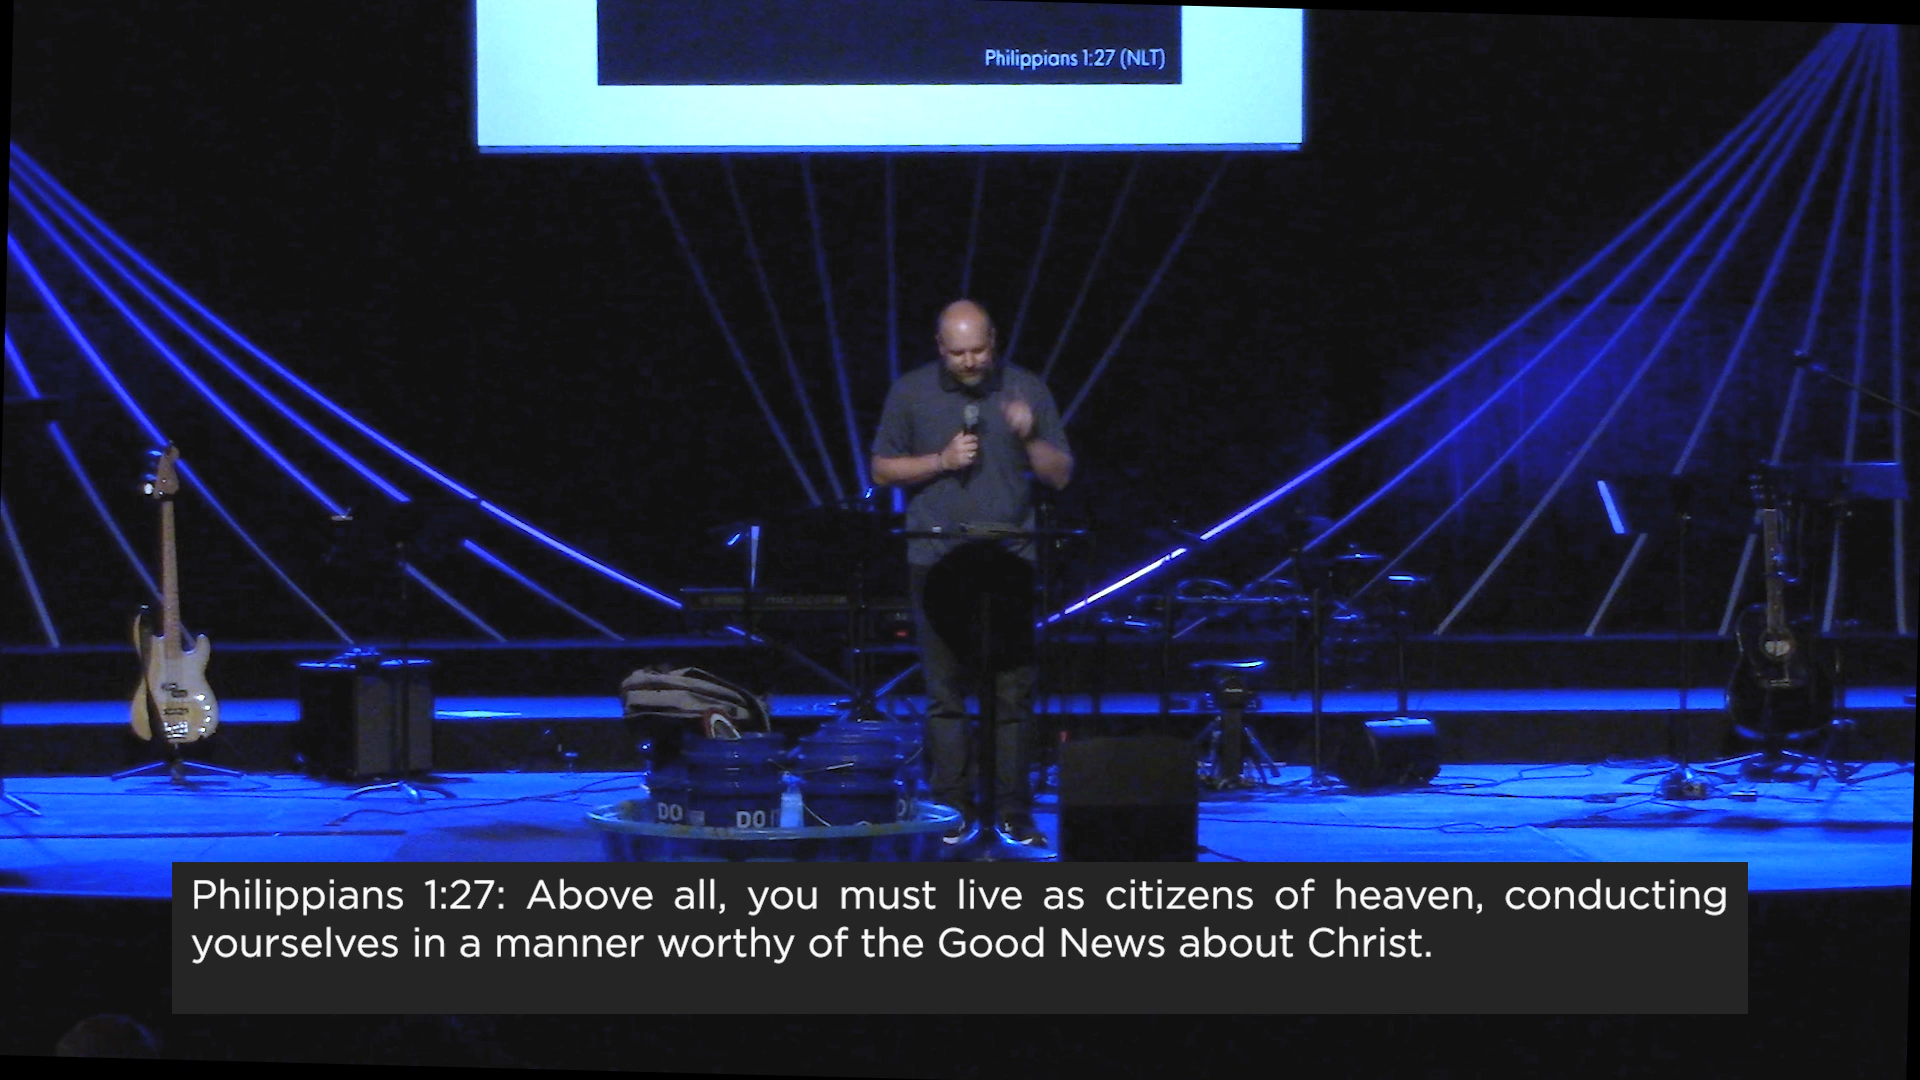 Philippians 1:27 (NLT)
DO
DO
Philippians 1:27: Above all, you must live as citizens of heaven, conducting
yourselves in a manner worthy of the Good News about Christ.